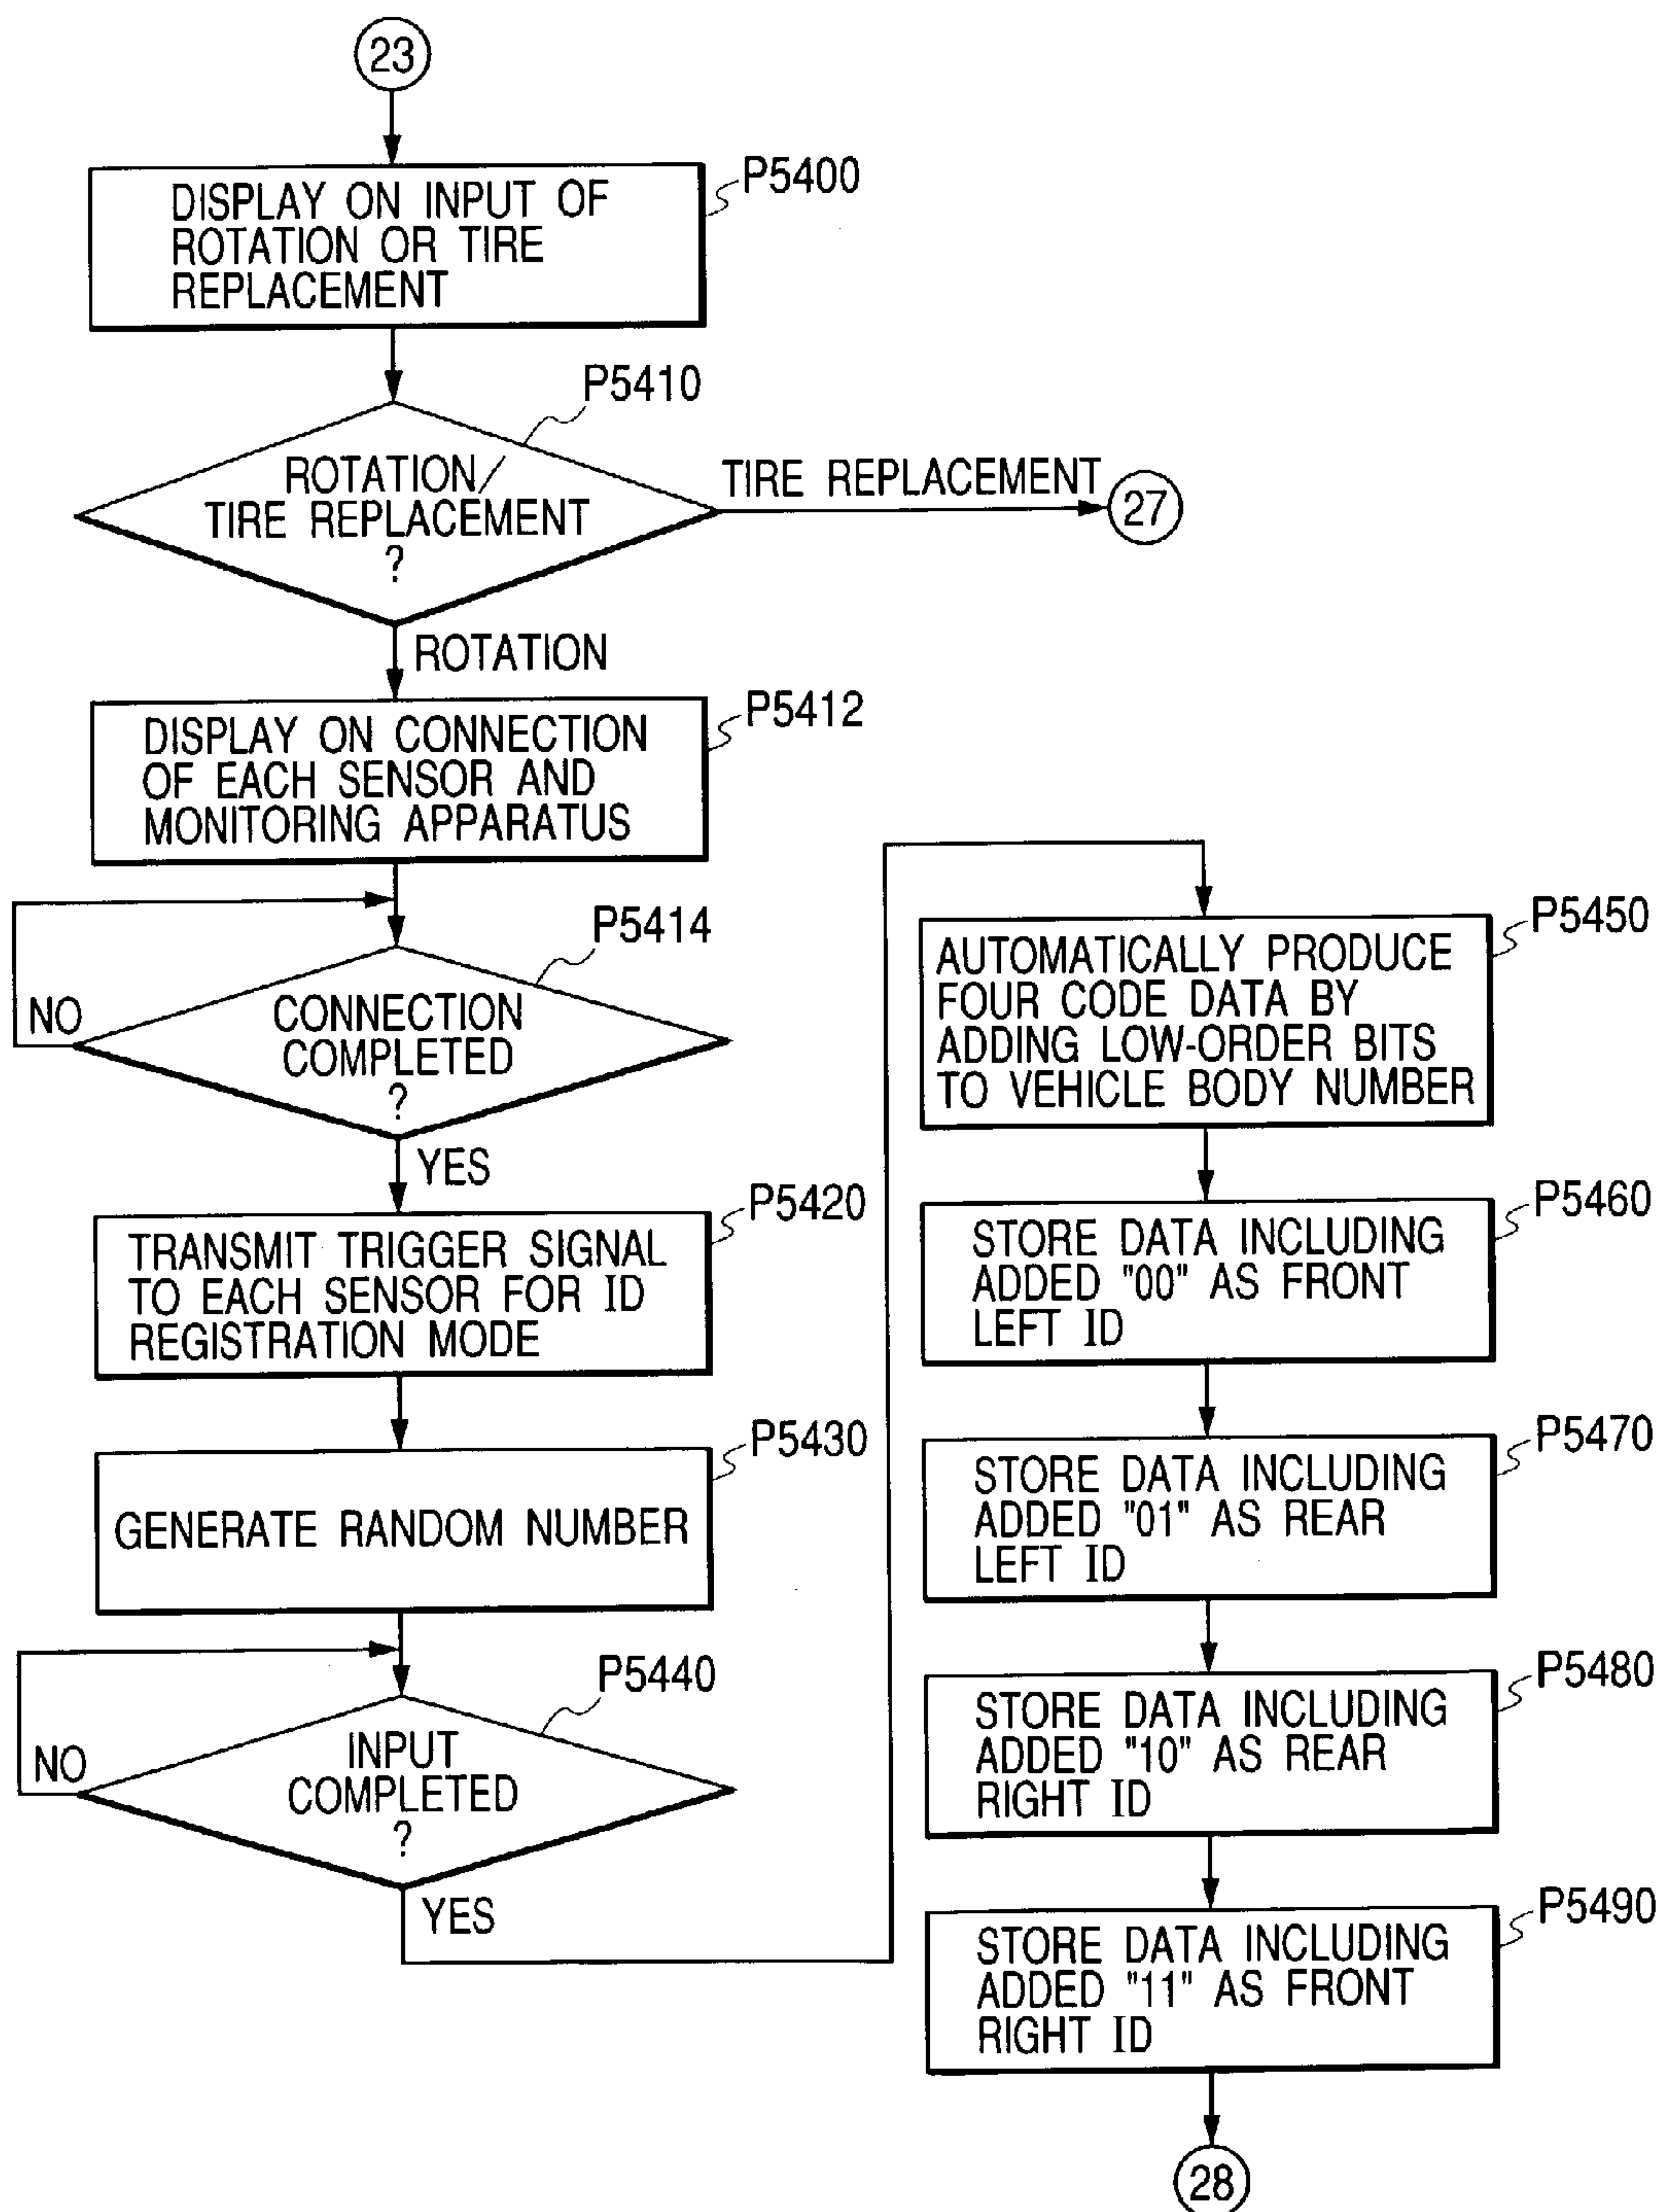 23
P5400
DISPLAY ON INPUT OF
ROTATION OR TIRE
REPLACEMENT
P5410
ROTATION/
TIRE REPLACEMENT
?
TIRE REPLACEMENT
27
ROTATION
P5412
DISPLAY ON CONNECTION
OF EACH SENSOR AND
MONITORING APPARATUS
P5414
NO
CONNECTION
COMPLETED
?
YES
P5420
TRANSMIT TRIGGER SIGNAL
TO EACH SENSOR FOR ID
REGISTRATION MODE
P5430
GENERATE RANDOM NUMBER
P5440
NO
INPUT
COMPLETED
?
YES
P5450
AUTOMATICALLY PRODUCE
FOUR CODE DATA BY
ADDING LOW-ORDER BITS
TO VEHICLE BODY NUMBER
P5460
STORE DATA INCLUDING
ADDED "00" AS FRONT
LEFT ID
P5470
STORE DATA INCLUDING
ADDED "01" AS REAR
LEFT ID
P5480
STORE DATA INCLUDING
ADDED "10" AS REAR
RIGHT ID
P5490
STORE DATA INCLUDING
ADDED "11" AS FRONT
RIGHT ID
28